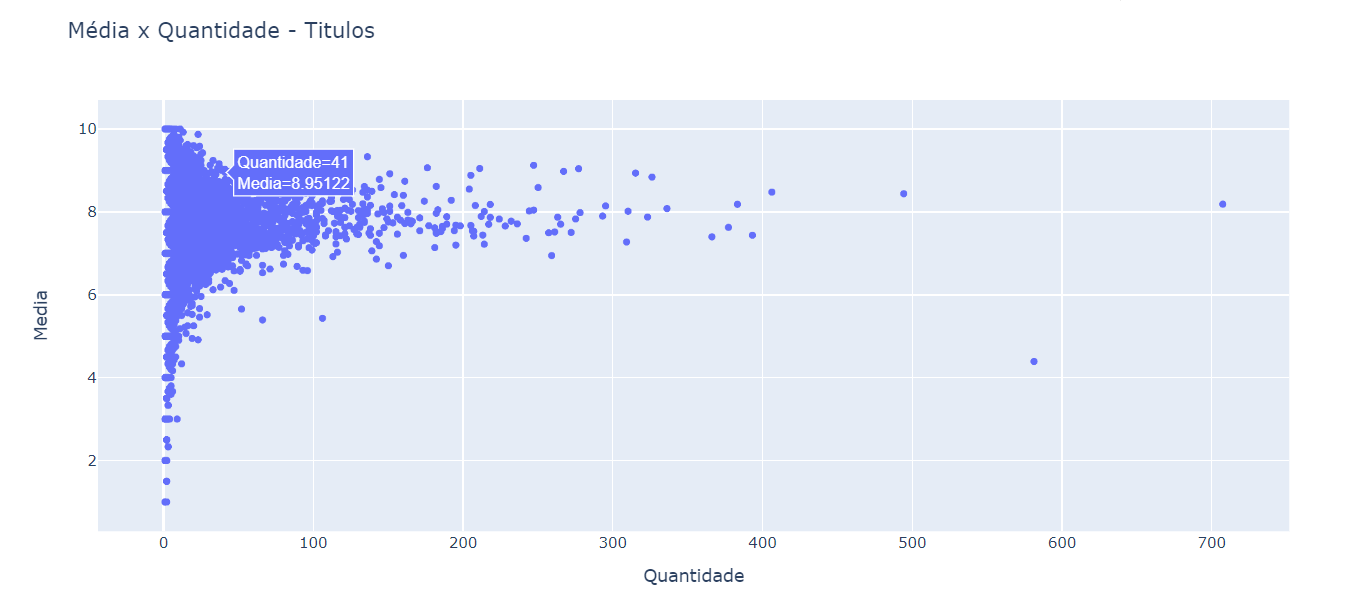 Média x Quantidade - Titulos
10
Quantidade=41
Media=8.95122
8
6
4
2
Media
0 100 200 300 400 500 600 700
Quantidade